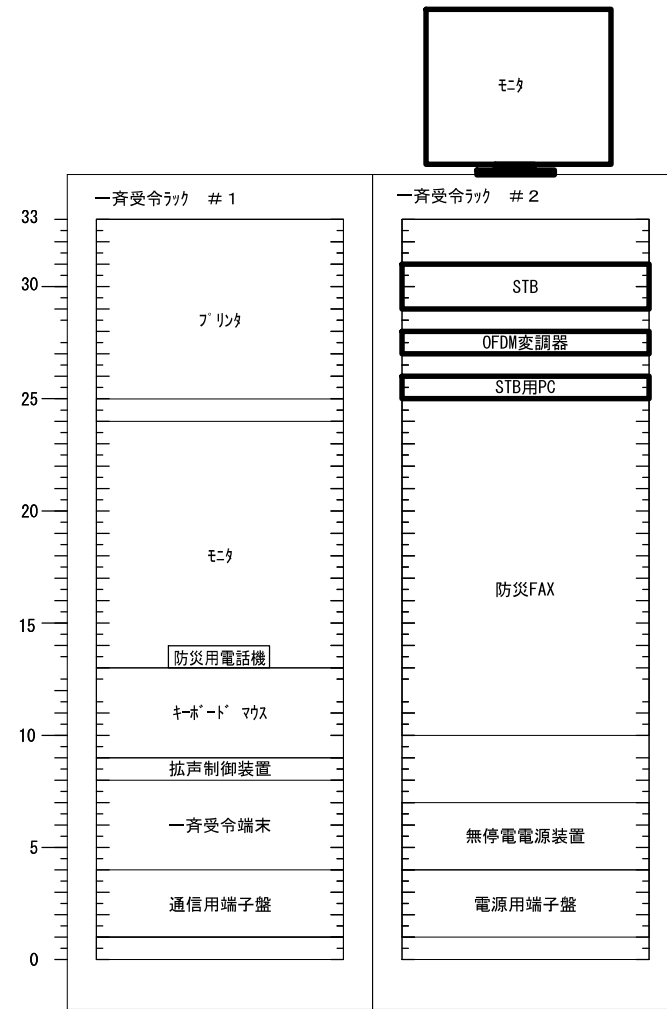 ﾓﾆﾀ
一斉受令ﾗｯｸ ＃１
一斉受令ﾗｯｸ ＃２
33
30
25
20
15
10
5
0
ﾌﾟﾘﾝﾀ
ﾓﾆﾀ
防災用電話機
ｷｰﾎﾞｰﾄﾞ ﾏｳｽ
拡声制御装置
一斉受令端末
通信用端子盤
STB
OFDM変調器
STB用PC
防災FAX
無停電電源装置
電源用端子盤